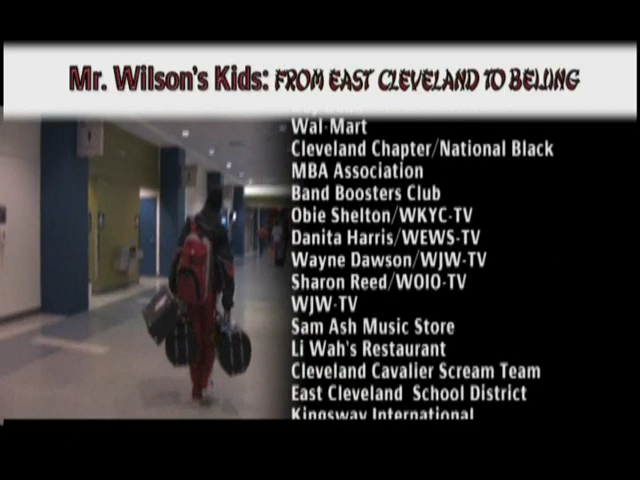 Mr. Wilson's Kids: FROM EAST CLEVELAND TO BEIJING
Wal-Mart
Cleveland Chapter/National Black
MBA Association
Band Boosters Club
Obie Shelton/WKYC-TV
Danita Harris/WEWS-TV
Wayne Dawson/WJW-TV
Sharon Reed/WOIO-TV
WJW-TV
Sam Ash Music Store
Li Wah's Restaurant
Cleveland Cavalier Scream Team
East Cleveland School District
Kingsway International